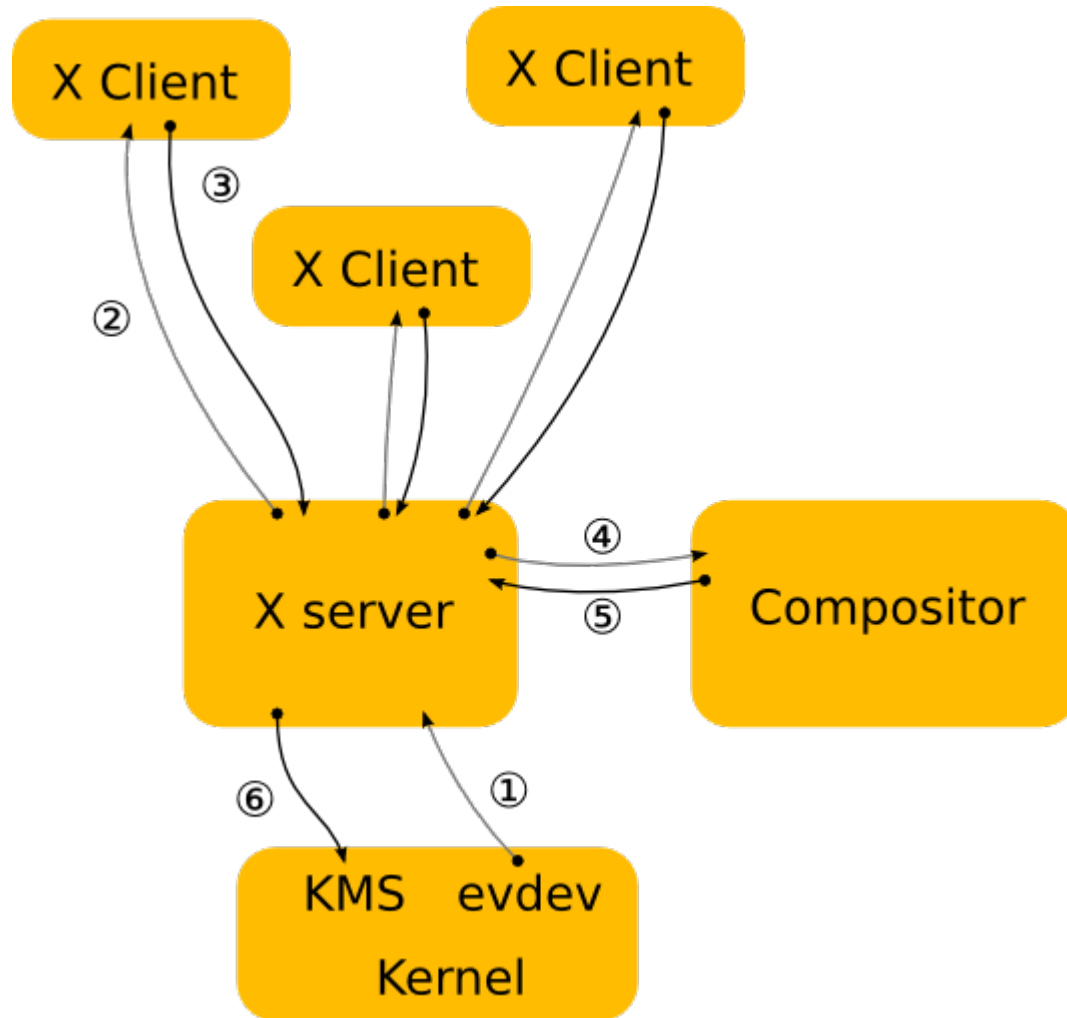 X Client
X Client
③
X Client
②
④
X server
Compositor
⑤
⑥
①
KMS evdev
Kernel